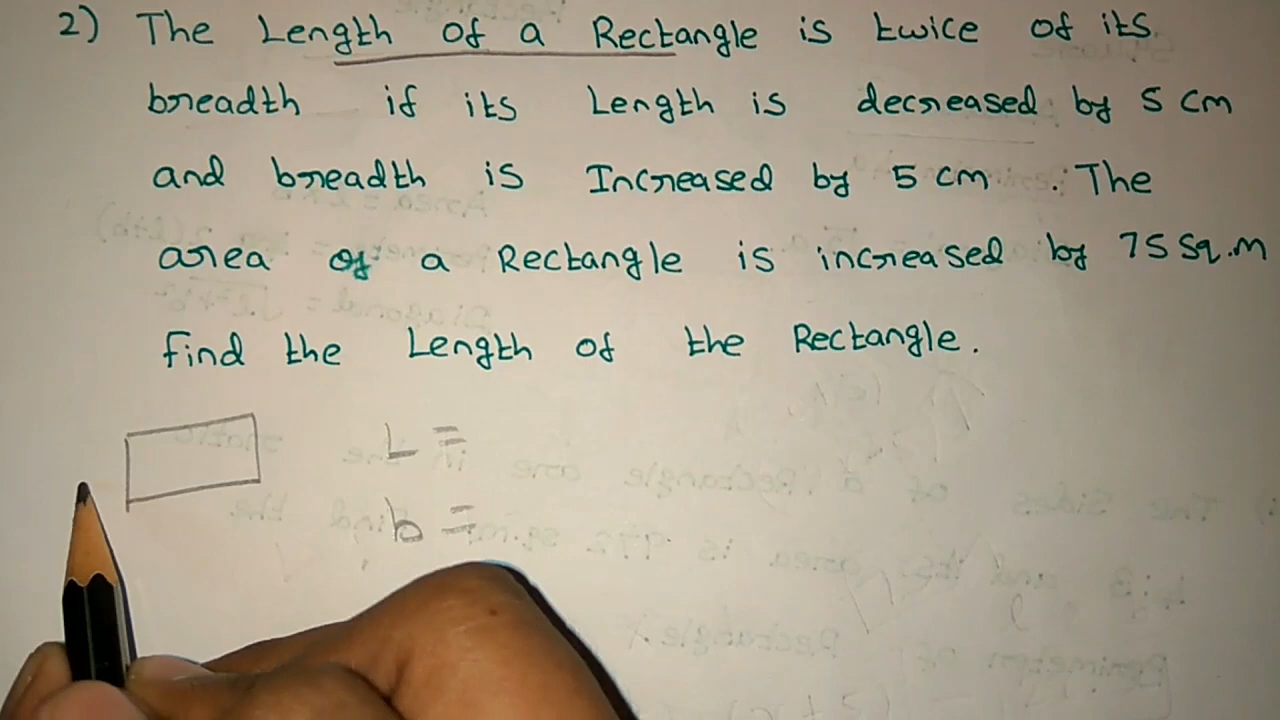 2) The Length of a Rectangle is twice of its
breadth if its Length is decreased by 5 cm
and breadth is Increased by 5 cm . The
area of a Rectangle is increased by 75 sq.m
find the Length of the Rectangle.
L =
b =